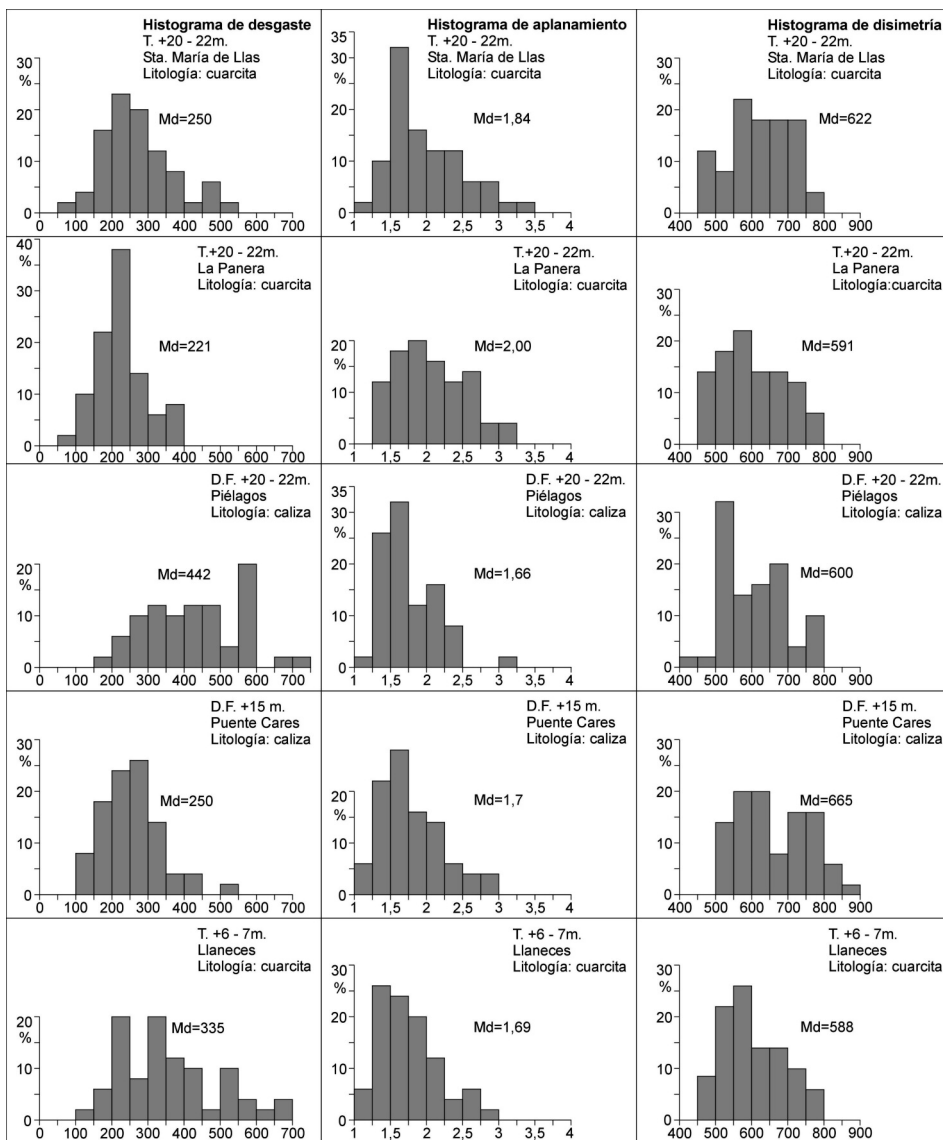 Histograma de desgaste
T. +20 - 22m.
Sta. María de Llas
Litología: cuarcita
30
%
20
10
0
Md=250
0 100 200 300 400 500 600 700
Histograma de aplanamiento
T. +20 - 22m.
Sta. María de Llas
Litología: cuarcita
35
30
%
20
10
0
Md=1,84
1 1,5 2 2,5 3 3,5 4
Histograma de disimetría
T. +20 - 22m.
Sta. María de Llas
Litología: cuarcita
30
%
20
10
0
Md=622
400 500 600 700 800 900
T.+20 - 22m.
La Panera
Litología: cuarcita
40
%
30
20
10
0
Md=221
0 100 200 300 400 500 600 700
T.+20 - 22m.
La Panera
Litología: cuarcita
20
%
10
0
Md=2,00
1 1,5 2 2,5 3 3,5 4
T.+20 - 22m.
La Panera
Litología:cuarcita
30
%
20
10
0
Md=591
400 500 600 700 800 900
D.F. +20 - 22m.
Piélagos
Litología: caliza
20
%
10
0
Md=442
0 100 200 300 400 500 600 700
D.F. +20 - 22m.
Piélagos
Litología: caliza
35
30
%
20
10
0
Md=1,66
1 1,5 2 2,5 3 3,5 4
D.F. +20 - 22m.
Piélagos
Litología: caliza
30
%
20
10
0
Md=600
400 500 600 700 800 900
D.F. +15 m.
Puente Cares
Litología: caliza
30
%
20
10
0
Md=250
0 100 200 300 400 500 600 700
D.F. +15 m.
Puente Cares
Litología: caliza
20
%
10
0
Md=1,7
1 1,5 2 2,5 3 3,5 4
D.F. +15 m.
Puente Cares
Litología: caliza
30
%
20
10
0
Md=665
400 500 600 700 800 900
T. +6 - 7m.
Llaneces
Litología: cuarcita
20
%
10
0
Md=335
0 100 200 300 400 500 600 700
T. +6 - 7m.
Llaneces
Litología: cuarcita
30
%
20
10
0
Md=1,69
1 1,5 2 2,5 3 3,5 4
T. +6 - 7m.
Llaneces
Litología: cuarcita
30
%
20
10
0
Md=588
400 500 600 700 800 900